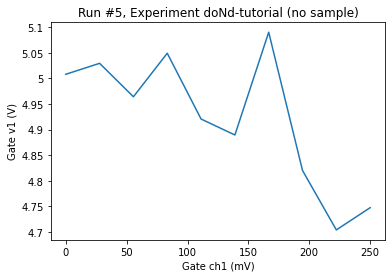 Run #5, Experiment doNd-tutorial (no sample)
5.1
5.05
5
4.95
4.9
4.85
4.8
4.75
4.7
Gate v1 (V)
0 50 100 150 200 250
Gate ch1 (mV)